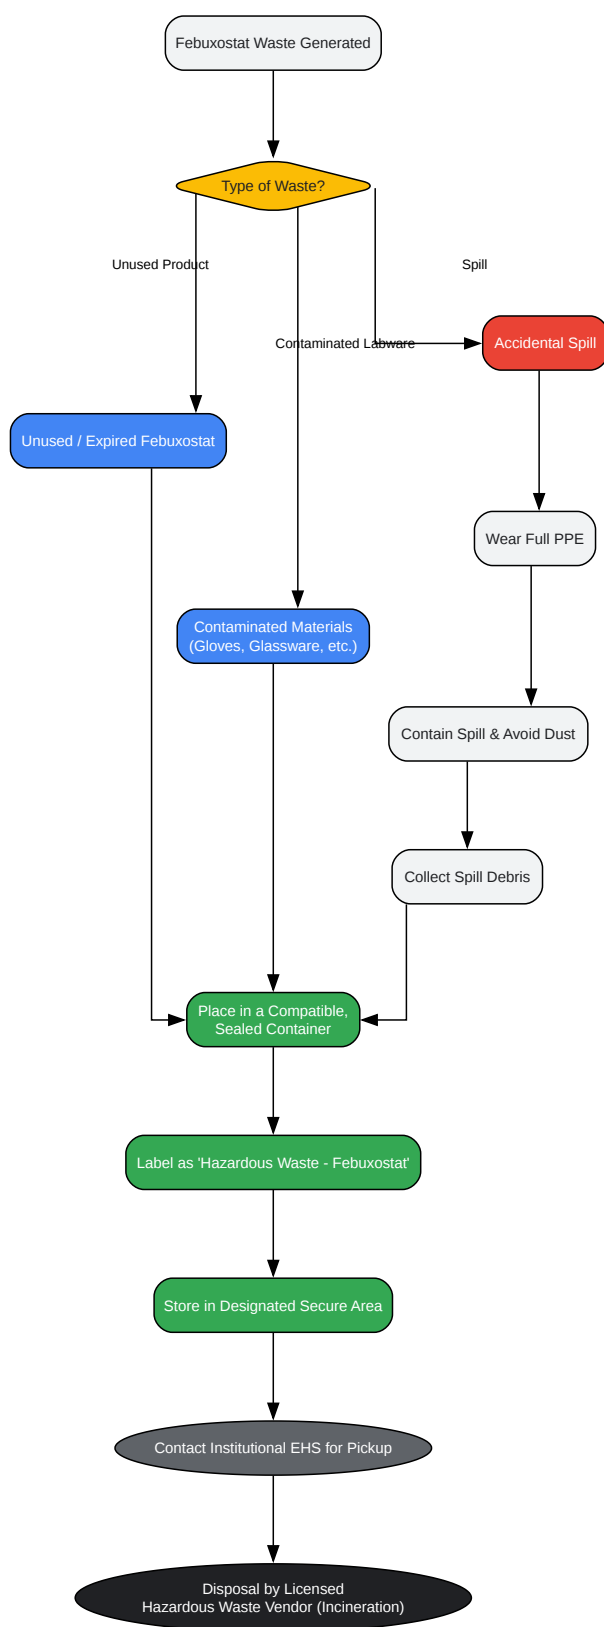 Febuxostat Waste Generated
Type of Waste?
Unused Product
Spill
Contaminated Labware
Accidental Spill
Unused / Expired Febuxostat
Wear Full PPE
Contaminated Materials
(Gloves, Glassware, etc.)
Contain Spill & Avoid Dust
Collect Spill Debris
Place in a Compatible,
Sealed Container
Label as 'Hazardous Waste - Febuxostat'
Store in Designated Secure Area
Contact Institutional EHS for Pickup
Disposal by Licensed
Hazardous Waste Vendor (Incineration)